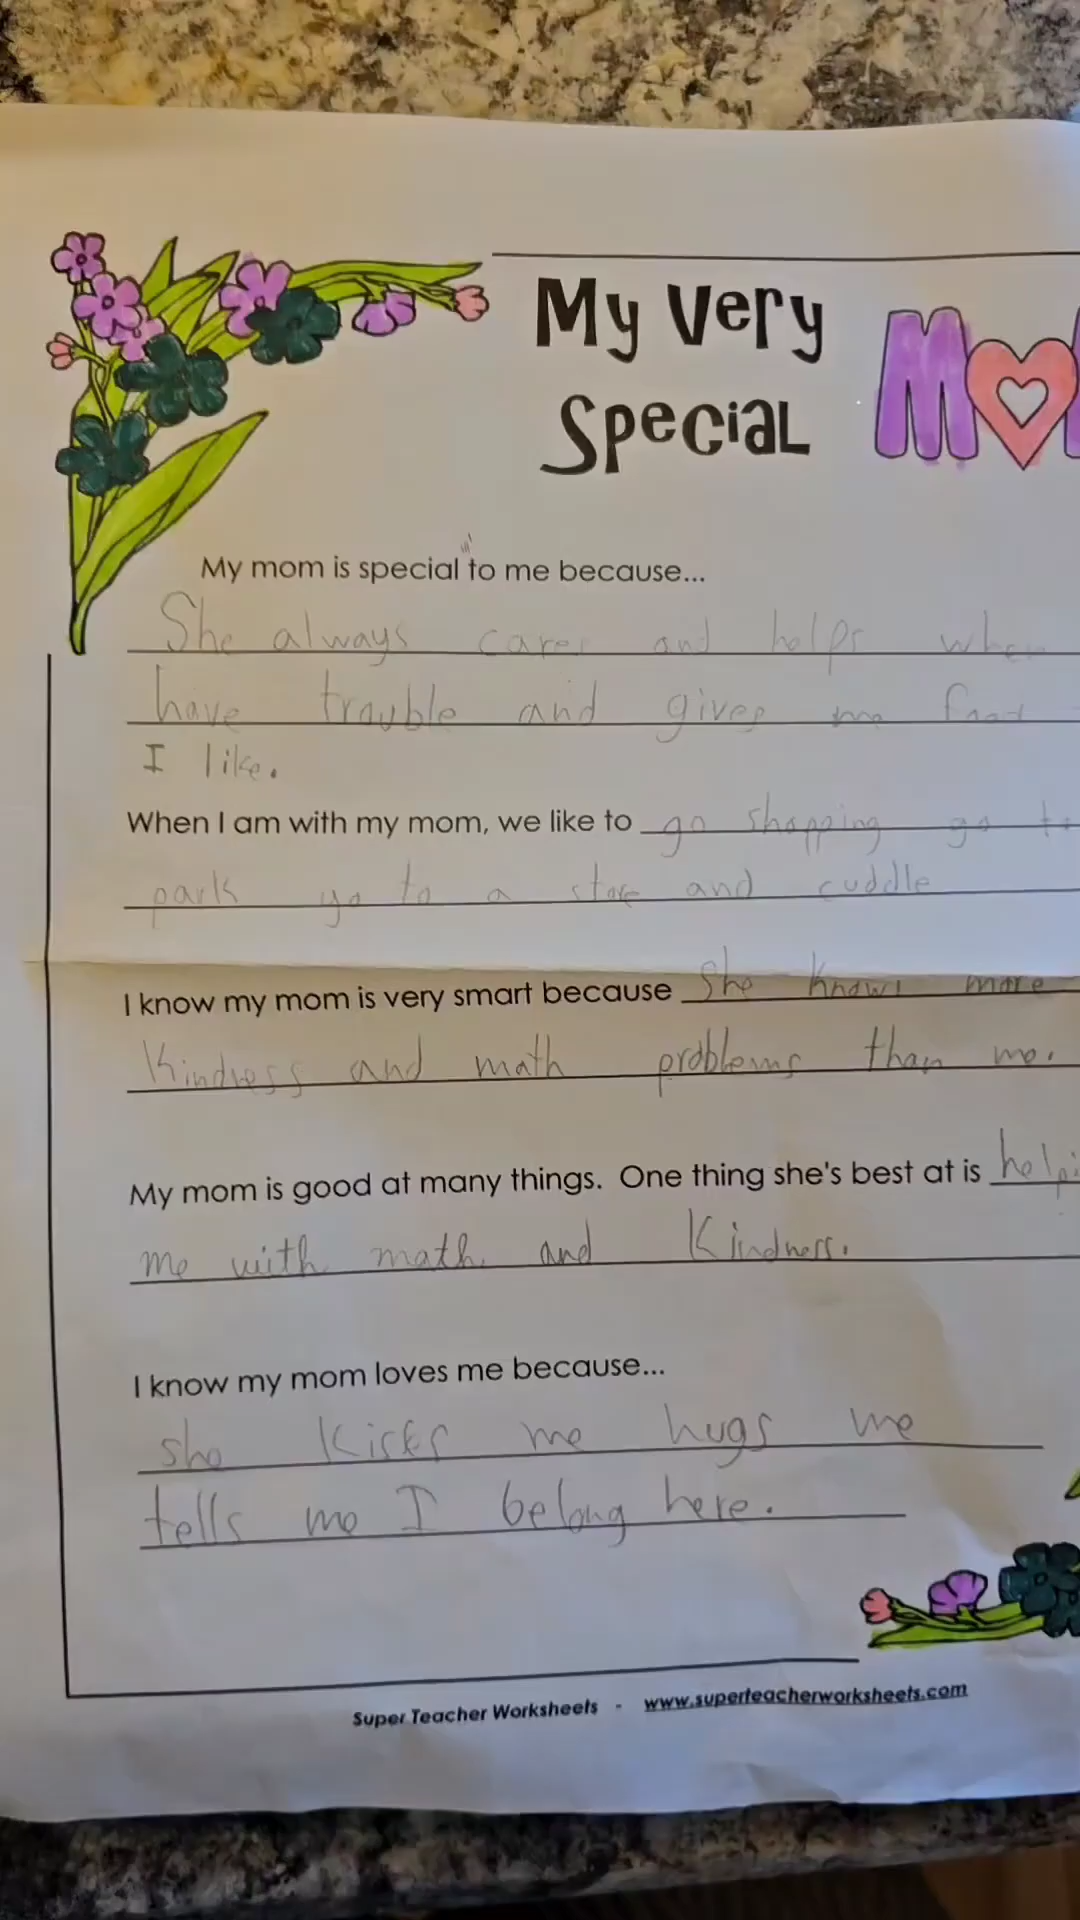 My Very
Special
My mom is special to me because...
She always cares and helps when
have trouble and gives me food
I like.
When I am with my mom, we like to go shopping go to
park go to a store and cuddle
I know my mom is very smart because She knows more
Kindness and math problems than me.
My mom is good at many things. One thing she's best at is
me with math and Kindness.
I know my mom loves me because...
she Kisses me hugs me
tells me I belong here.
Super Teacher Worksheets - www.superteacherworksheets.com